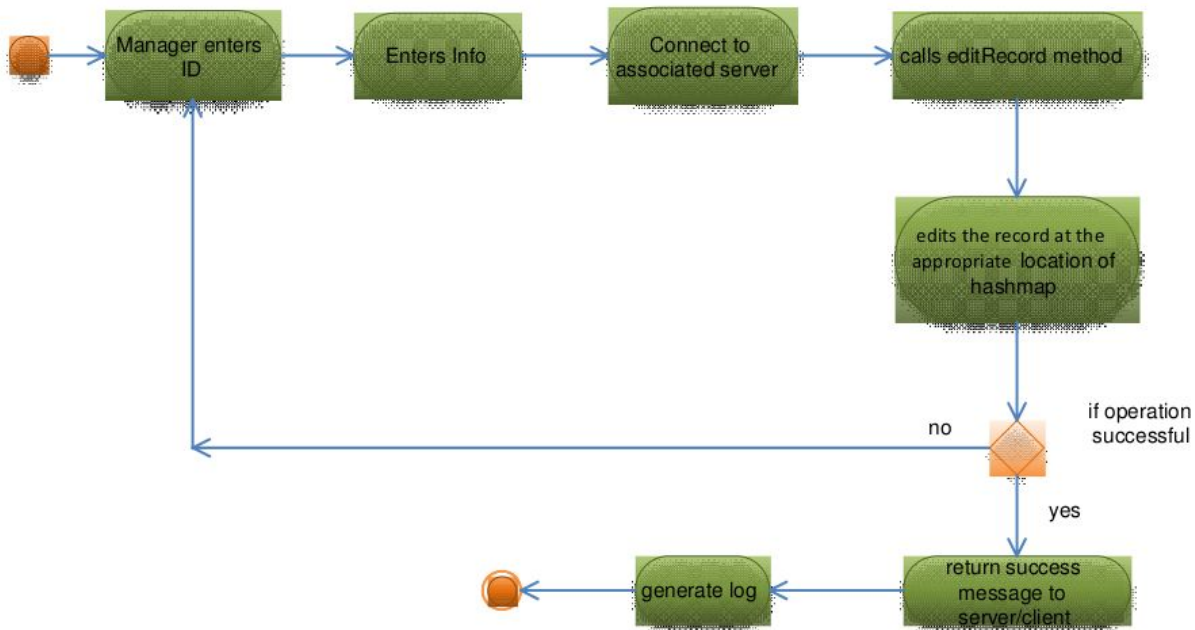 Manager enters
ID
Enters Info
Connect to
associated server
calls editRecord method
edits the record at the
appropriate location of
hashmap
if operation
successful
no
yes
return success
message to
server/client
generate log